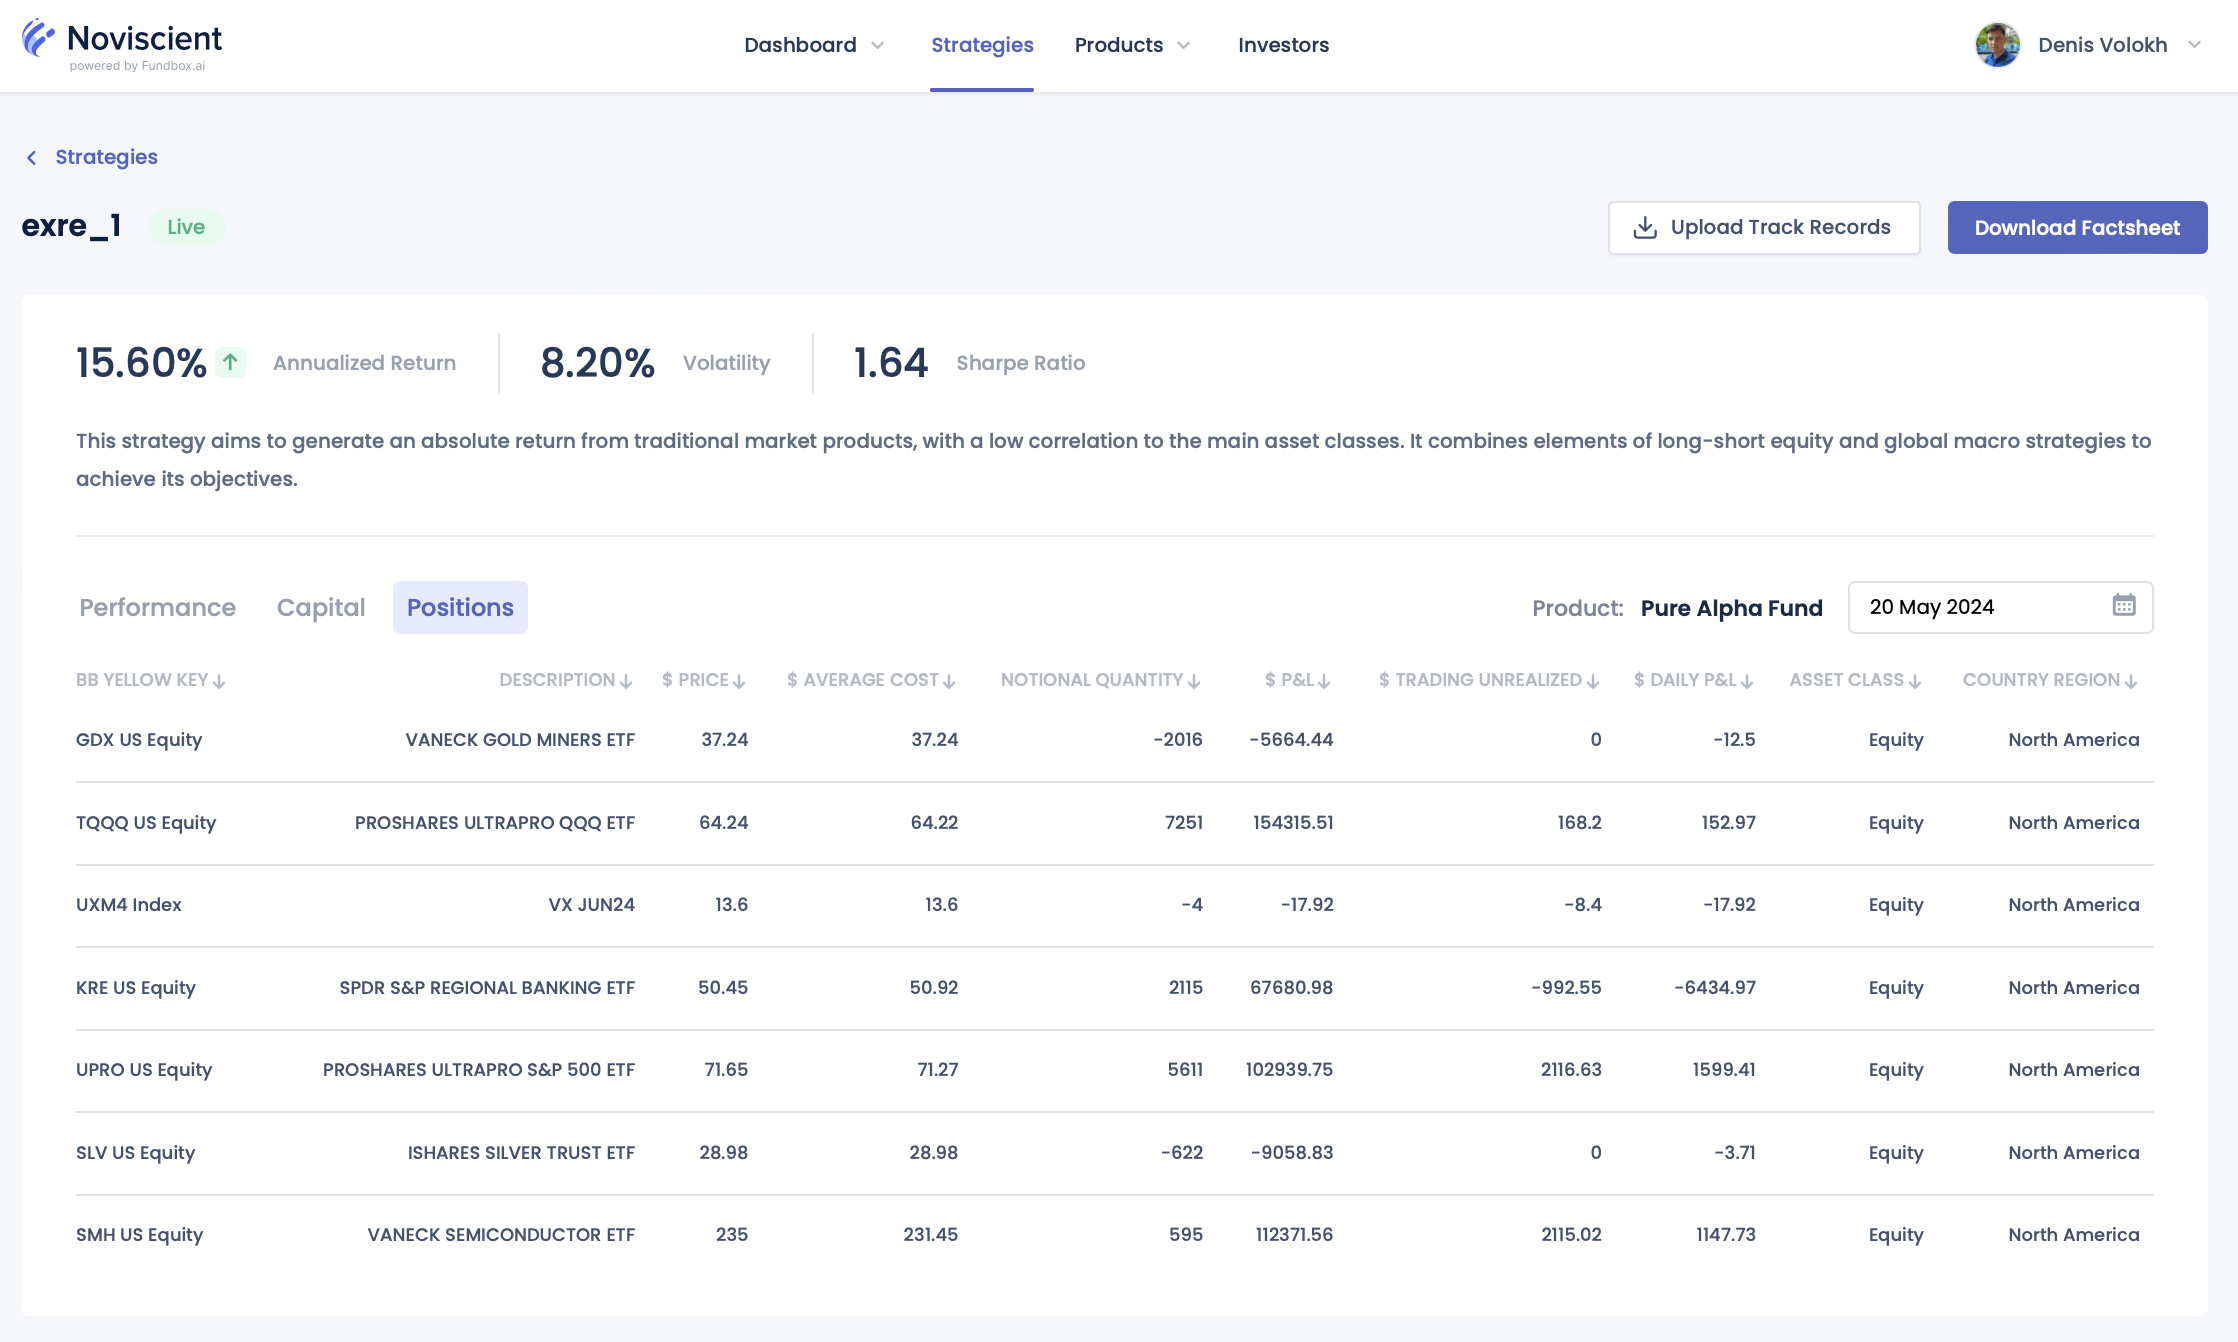 Noviscient
powered by Fundbox.ai
Dashboard Strategies Products Investors Denis Volokh
Strategies
exre_1 Live Upload Track Records Download Factsheet
15.60% Annualized Return 8.20% Volatility 1.64 Sharpe Ratio
This strategy aims to generate an absolute return from traditional market products, with a low correlation to the main asset classes. It combines elements of long-short equity and global macro strategies to
achieve its objectives.
Performance Capital Positions Product: Pure Alpha Fund 20 May 2024
BB YELLOW KEY DESCRIPTION $ PRICE $ AVERAGE COST NOTIONAL QUANTITY $ P&L $ TRADING UNREALIZED $ DAILY P&L ASSET CLASS COUNTRY REGION
GDX US Equity VANECK GOLD MINERS ETF 37.24 37.24 -2016 -5664.44 0 -12.5 Equity North America
TQQQ US Equity PROSHARES ULTRAPRO QQQ ETF 64.24 64.22 7251 154315.51 168.2 152.97 Equity North America
UXM4 Index VX JUN24 13.6 13.6 -4 -17.92 -8.4 -17.92 Equity North America
KRE US Equity SPDR S&P REGIONAL BANKING ETF 50.45 50.92 2115 67680.98 -992.55 -6434.97 Equity North America
UPRO US Equity PROSHARES ULTRAPRO S&P 500 ETF 71.65 71.27 5611 102939.75 2116.63 1599.41 Equity North America
SLV US Equity ISHARES SILVER TRUST ETF 28.98 28.98 -622 -9058.83 0 -3.71 Equity North America
SMH US Equity VANECK SEMICONDUCTOR ETF 235 231.45 595 112371.56 2115.02 1147.73 Equity North America